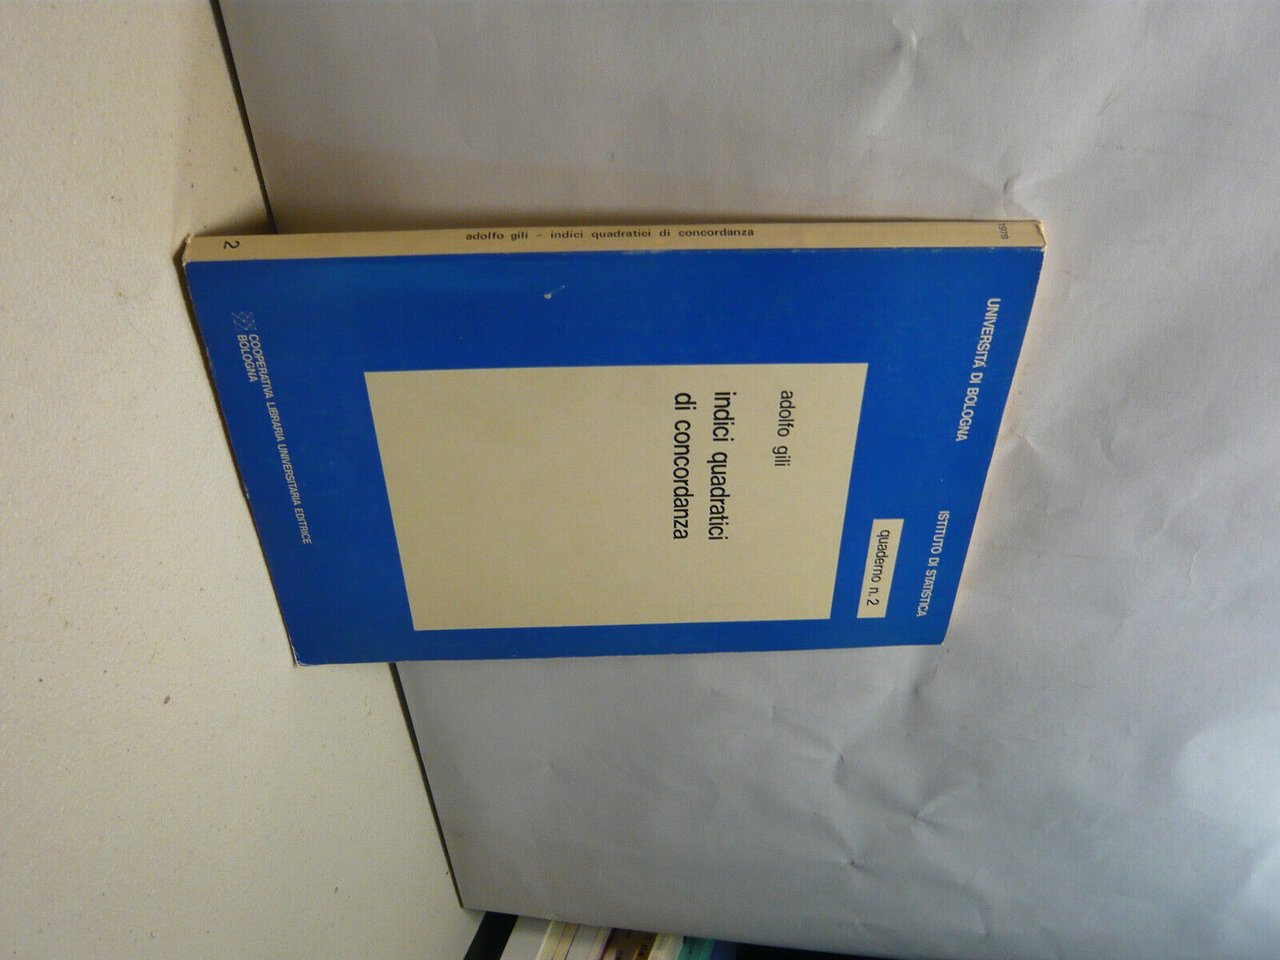 1978
adolfo gili - indici quadratici di concordanza
2
UNIVERSITÁ DI BOLOGNA
ISTITUTO DI STATISTICA
quaderno n. 2
adolfo gili
indici quadratici
di concordanza
COOPERATIVA LIBRARIA UNIVERSITARIA EDITRICE
BOLOGNA